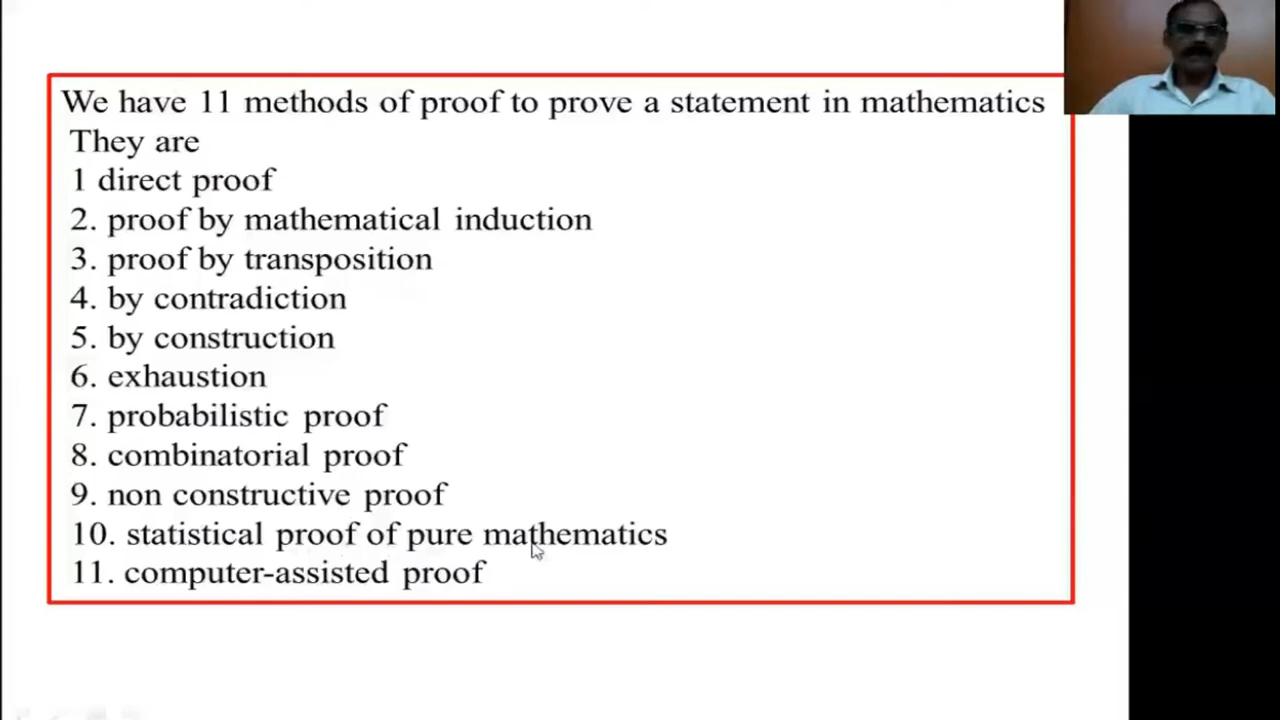 We have 11 methods of proof to prove a statement in mathematics
They are
1 direct proof
2. proof by mathematical induction
3. proof by transposition
4. by contradiction
5. by construction
6. exhaustion
7. probabilistic proof
8. combinatorial proof
9. non constructive proof
10. statistical proof of pure mathematics
11. computer-assisted proof